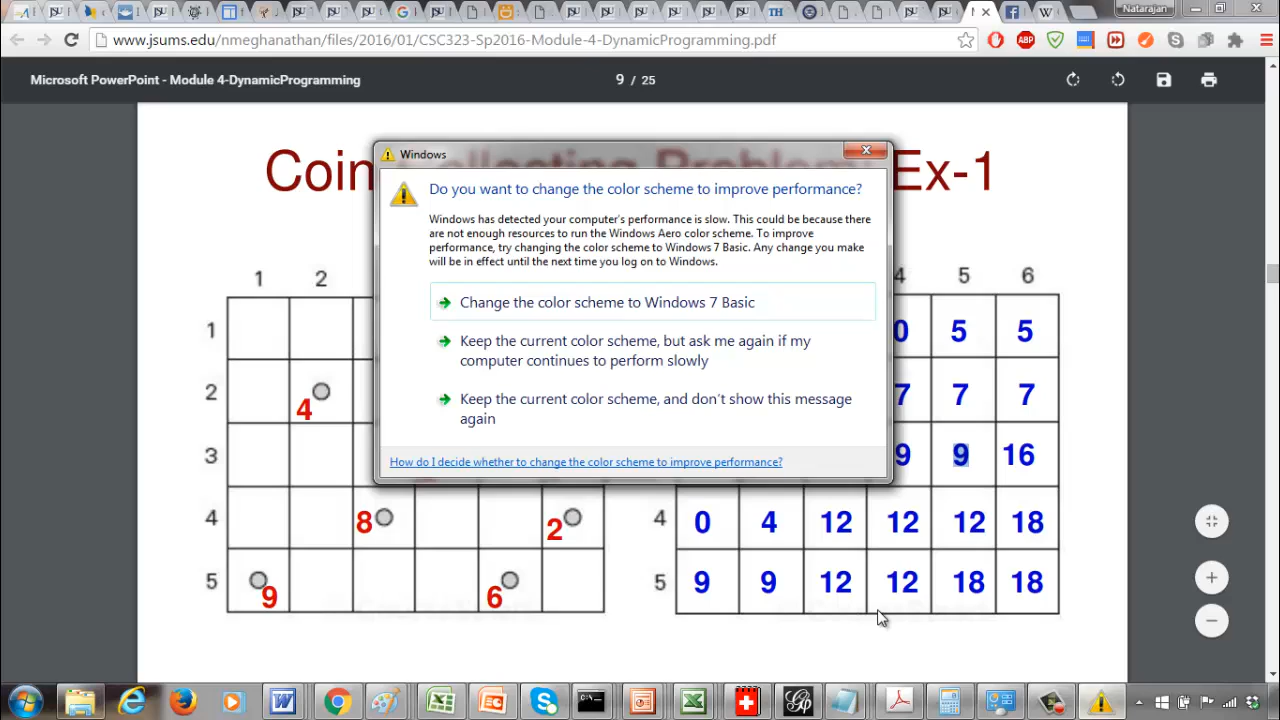 Natarajan
www.jsums.edu/nmeghanathan/files/2016/01/CSC323-Sp2016-Module-4-DynamicProgramming.pdf
ABP
Microsoft PowerPoint - Module 4-DynamicProgramming
9 / 25
Coin
Ex-1
Windows
Do you want to change the color scheme to improve performance?
Windows has detected your computer's performance is slow. This could be because there
are not enough resources to run the Windows Aero color scheme. To improve
performance, try changing the color scheme to Windows 7 Basic. Any change you make
will be in effect until the next time you log on to Windows.
Change the color scheme to Windows 7 Basic
Keep the current color scheme, but ask me again if my
computer continues to perform slowly
Keep the current color scheme, and don't show this message
again
How do I decide whether to change the color scheme to improve performance?
1 2
4 5 6
1
0 5 5
2
4
7 7 7
3
9 9 16
4
8
2
4
0 4 12 12 12 18
5
9
6
5
9 9 12 12 18 18